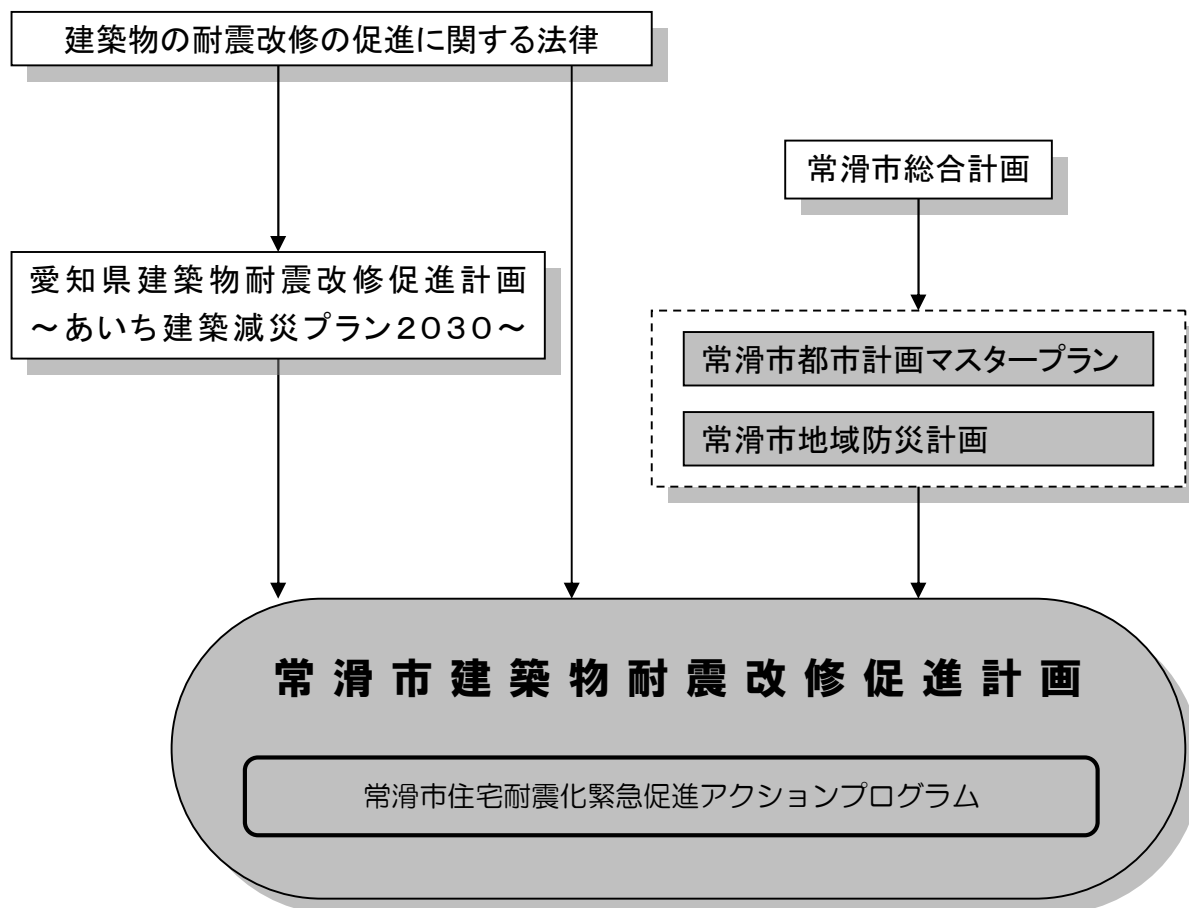 建築物の耐震改修の促進に関する法律
常滑市総合計画
愛知県建築物耐震改修促進計画
～あいち建築減災プラン2030～
常滑市都市計画マスタープラン
常滑市地域防災計画
常滑市建築物耐震改修促進計画
常滑市住宅耐震化緊急促進アクションプログラム